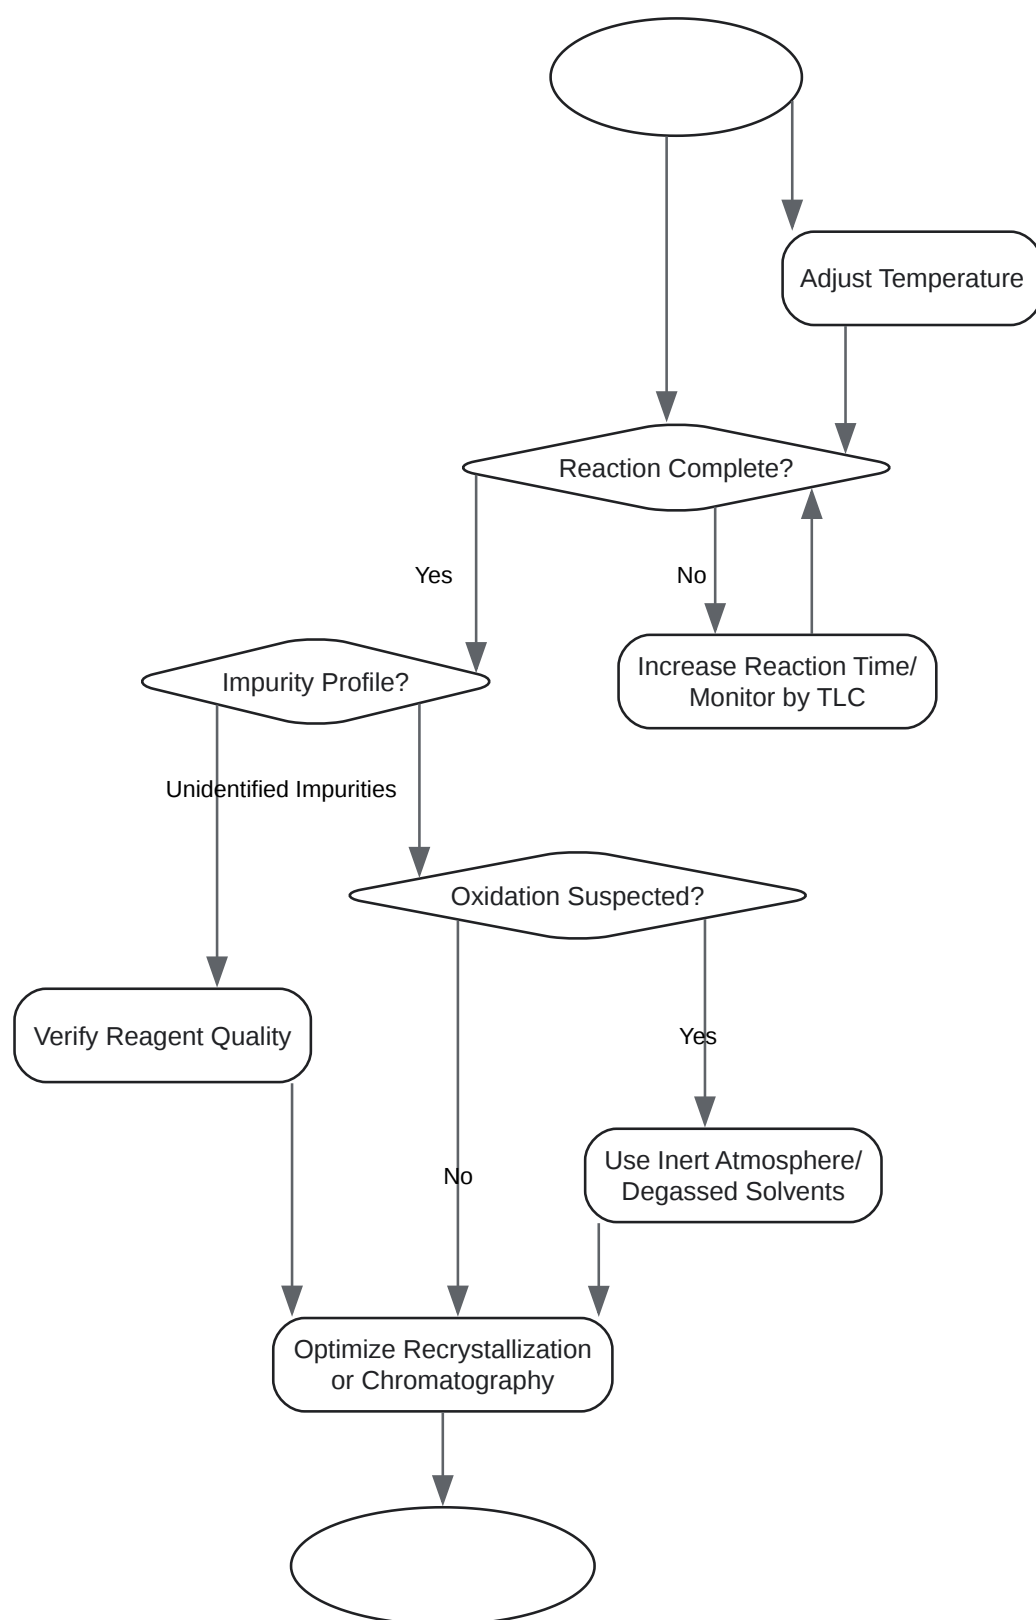 Adjust Temperature
Reaction Complete?
Yes
No
Increase Reaction Time/
Monitor by TLC
Impurity Profile?
Unidentified Impurities
Oxidation Suspected?
Verify Reagent Quality
Yes
No
Use Inert Atmosphere/
Degassed Solvents
Optimize Recrystallization
or Chromatography